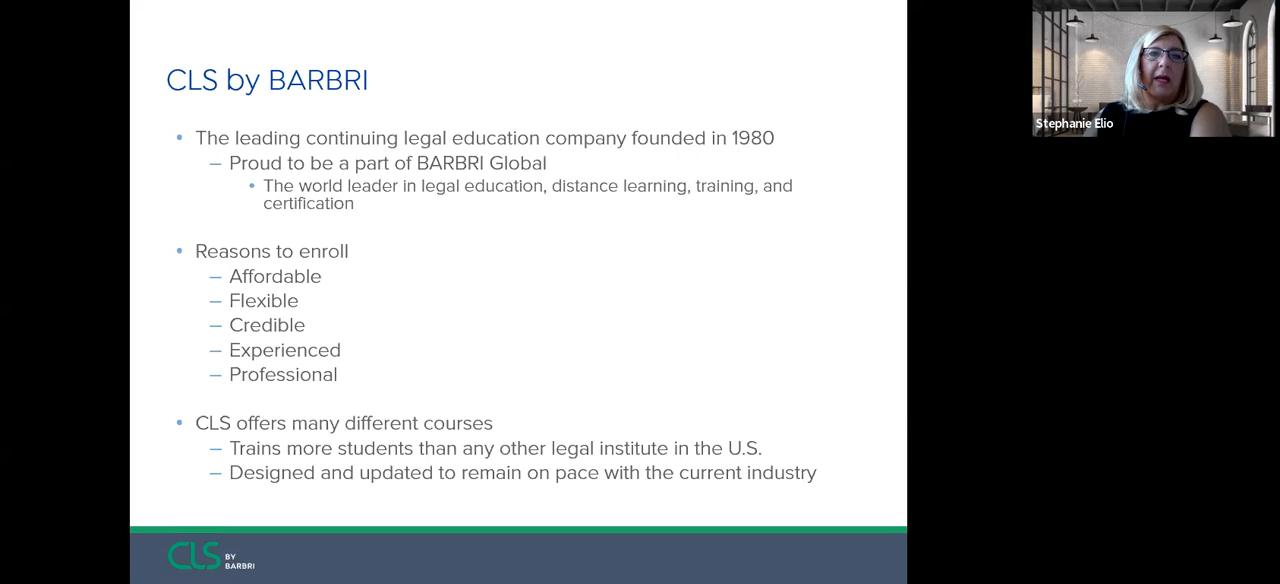 CLS by BARBRI
• The leading continuing legal education company founded in 1980
– Proud to be a part of BARBRI Global
• The world leader in legal education, distance learning, training, and
certification
• Reasons to enroll
– Affordable
– Flexible
– Credible
– Experienced
– Professional
• CLS offers many different courses
– Trains more students than any other legal institute in the U.S.
– Designed and updated to remain on pace with the current industry
CLS BY
BARBRI
Stephanie Elio